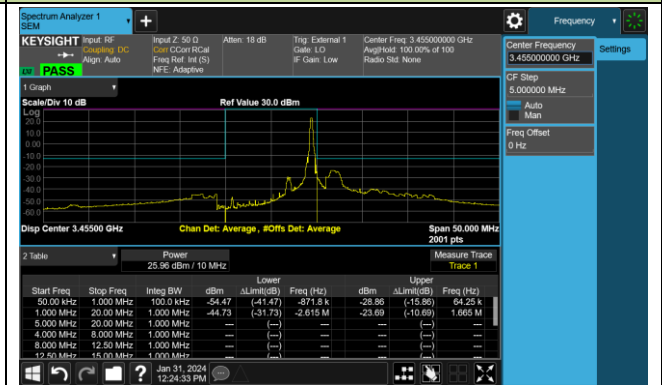 Spectrum Analyzer 1
SEM
+
Frequency
KEYSIGHT Input: RF Input Z: 50 Ω Atten: 18 dB Trig: External 1 Center Freq: 3.455000000 GHz
Coupling: DC Corr CCorr RCal Gate: LO Avg|Hold: 100.00% of 100
Align: Auto Freq Ref: Int (S) IF Gain: Low Radio Std: None
NFE: Adaptive
PASS
Center Frequency
3.455000000 GHz
Settings
CF Step
5.000000 MHz
Auto
Man
Freq Offset
0 Hz
1 Graph
Scale/Div 10 dB Ref Value 30.0 dBm
Log
20.0
10.0
0.00
-10.0
-20.0
-30.0
-40.0
-50.0
-60.0
Disp Center 3.45500 GHz Chan Det: Average, #Offs Det: Average Span 50.000 MHz
2001 pts
2 Table Power Measure Trace
25.96 dBm / 10 MHz Trace 1
Lower Upper
Start Freq Stop Freq Integ BW dBm ΔLimit(dB) Freq (Hz) dBm ΔLimit(dB) Freq (Hz)
50.00 kHz 1.000 MHz 100.0 kHz -54.47 (-41.47) -871.8 k -28.86 (-15.86) 64.25 k
1.000 MHz 20.00 MHz 1.000 MHz -44.73 (-31.73) -2.615 M -23.69 (-10.69) 1.665 M
5.000 MHz 20.00 MHz 1.000 MHz --- (---) --- --- (---) ---
4.000 MHz 8.000 MHz 1.000 MHz --- (---) --- --- (---) ---
8.000 MHz 12.50 MHz 1.000 MHz --- (---) --- --- (---) ---
12.50 MHz 15.00 MHz 1.000 MHz --- (---) --- --- (---) ---
? Jan 31, 2024
12:24:33 PM